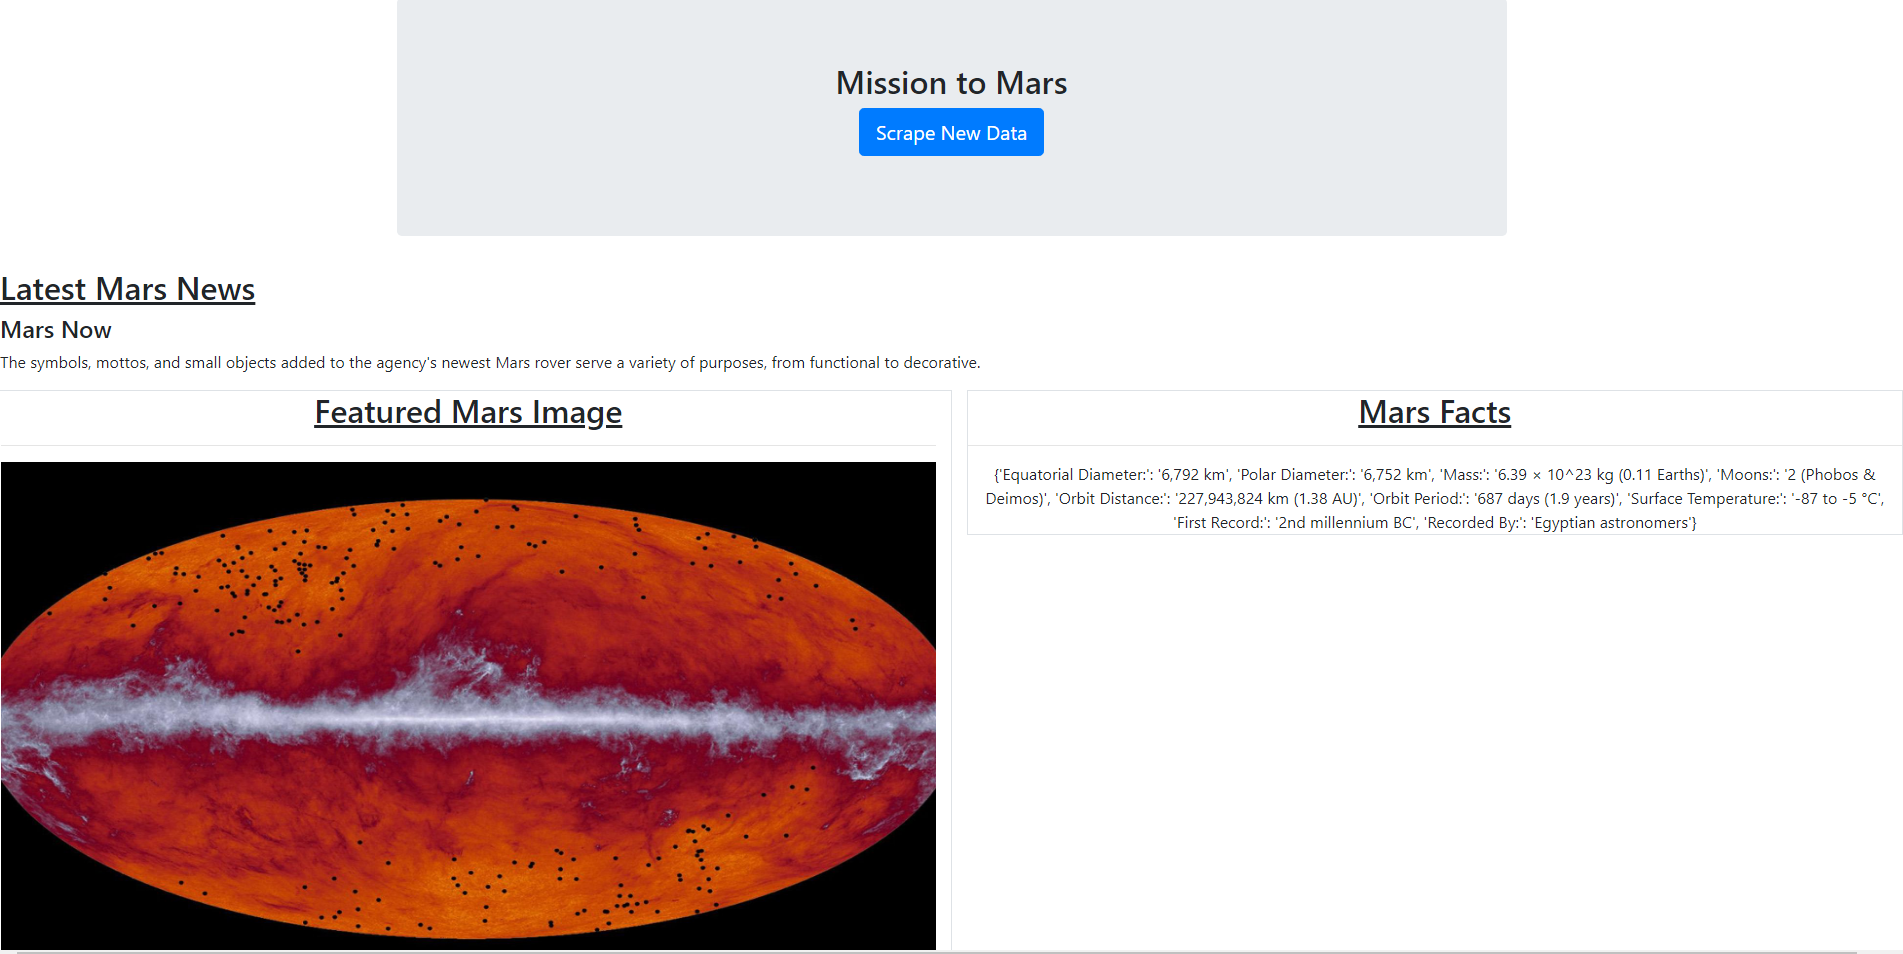 Mission to Mars
Scrape New Data
Latest Mars News
Mars Now
The symbols, mottos, and small objects added to the agency's newest Mars rover serve a variety of purposes, from functional to decorative.
Featured Mars Image
Mars Facts
{'Equatorial Diameter:': '6,792 km', 'Polar Diameter:': '6,752 km', 'Mass:': '6.39 × 10^23 kg (0.11 Earths)', 'Moons:': '2 (Phobos &
Deimos)', 'Orbit Distance:': '227,943,824 km (1.38 AU)', 'Orbit Period:': '687 days (1.9 years)', 'Surface Temperature:': '-87 to -5 °C',
'First Record:': '2nd millennium BC', 'Recorded By:': 'Egyptian astronomers'}